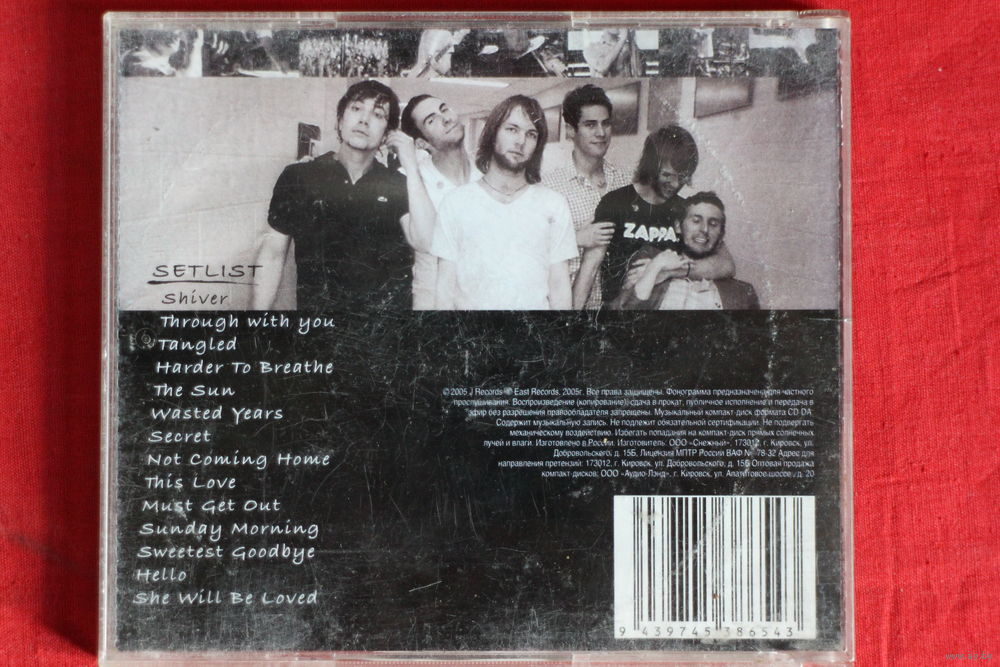 ZAPPA
SETLIST
Shiver
Through with you
Tangled
Harder To Breathe
The Sun
Wasted Years
Secret
Not Coming Home
This Love
Must Get Out
Sunday Morning
Sweetest Goodbye
Hello
She Will Be Loved
© 2005 J Records ℗ East Records, 2005г. Все права защищены. Фонограмма предназначена для частного
прослушивания. Воспроизведение (копирование), сдача в прокат, публичное исполнение и передача в
эфир без разрешения правообладателя запрещены. Музыкальный компакт-диск формата CD-DA.
Содержит музыкальную запись. Не подлежит обязательной сертификации. Не подвергать
механическому воздействию. Избегать попадания на компакт-диск прямых солнечных
лучей и влаги. Изготовлено в России. Изготовитель: ООО «Снежный», 173012, г. Кировск, ул.
Добровольского, д. 15Б, Лицензия МПТР России ВАФ № 78-32 Адрес для
направления претензий: 173012, г. Кировск, ул. Добровольского, д. 15Б Оптовая продажа
компакт-дисков: ООО «Аудио-Лэнд», г. Кировск, ул. Апатитовое шоссе, д. 20
9 439745 386543